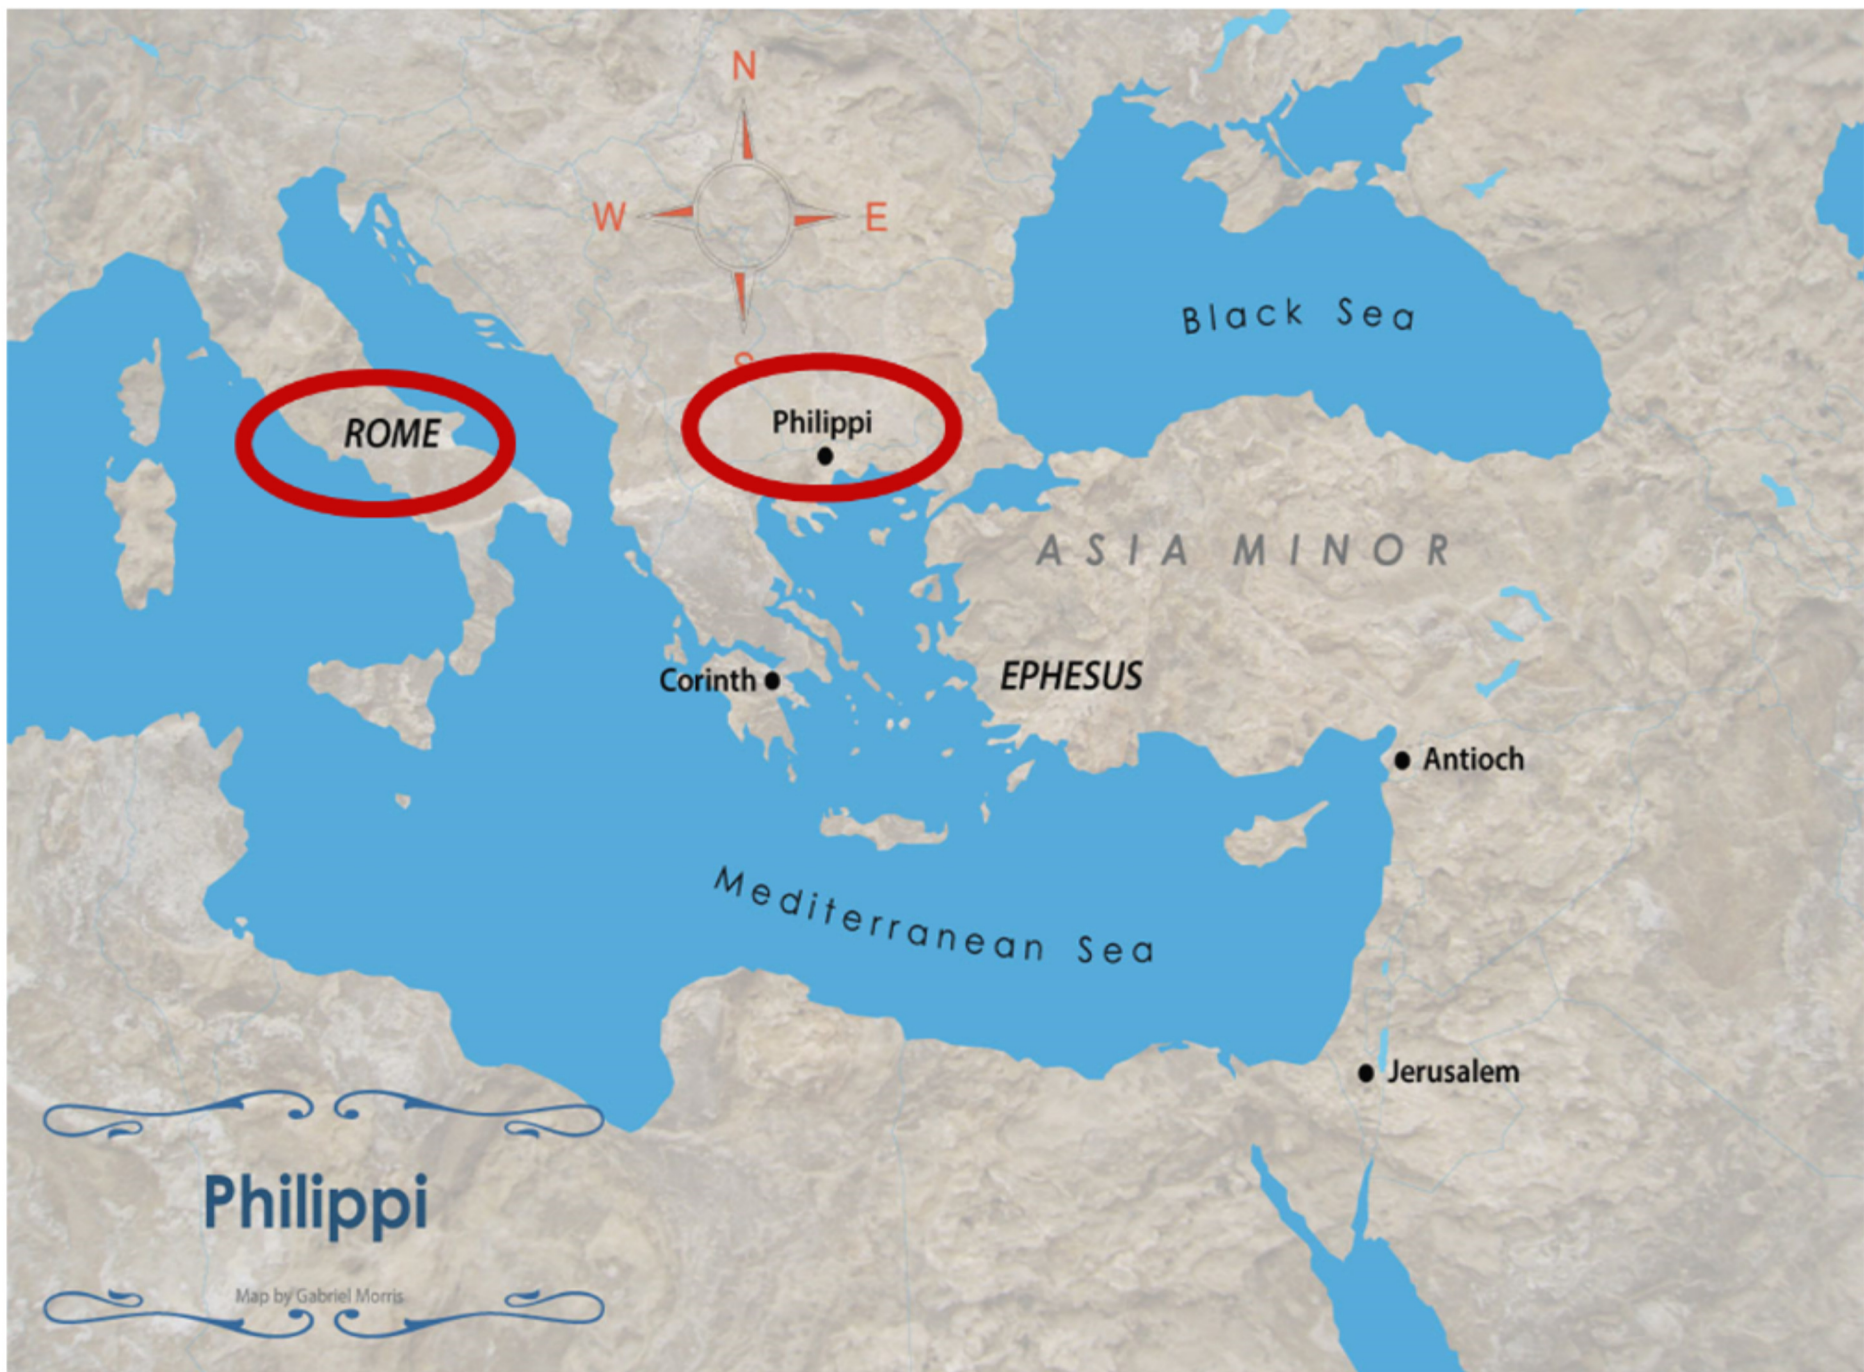 N
W
E
S
Black Sea
ROME
Philippi
ASIA MINOR
Corinth
EPHESUS
Antioch
Mediterranean Sea
Jerusalem
Philippi
Map by Gabriel Morris